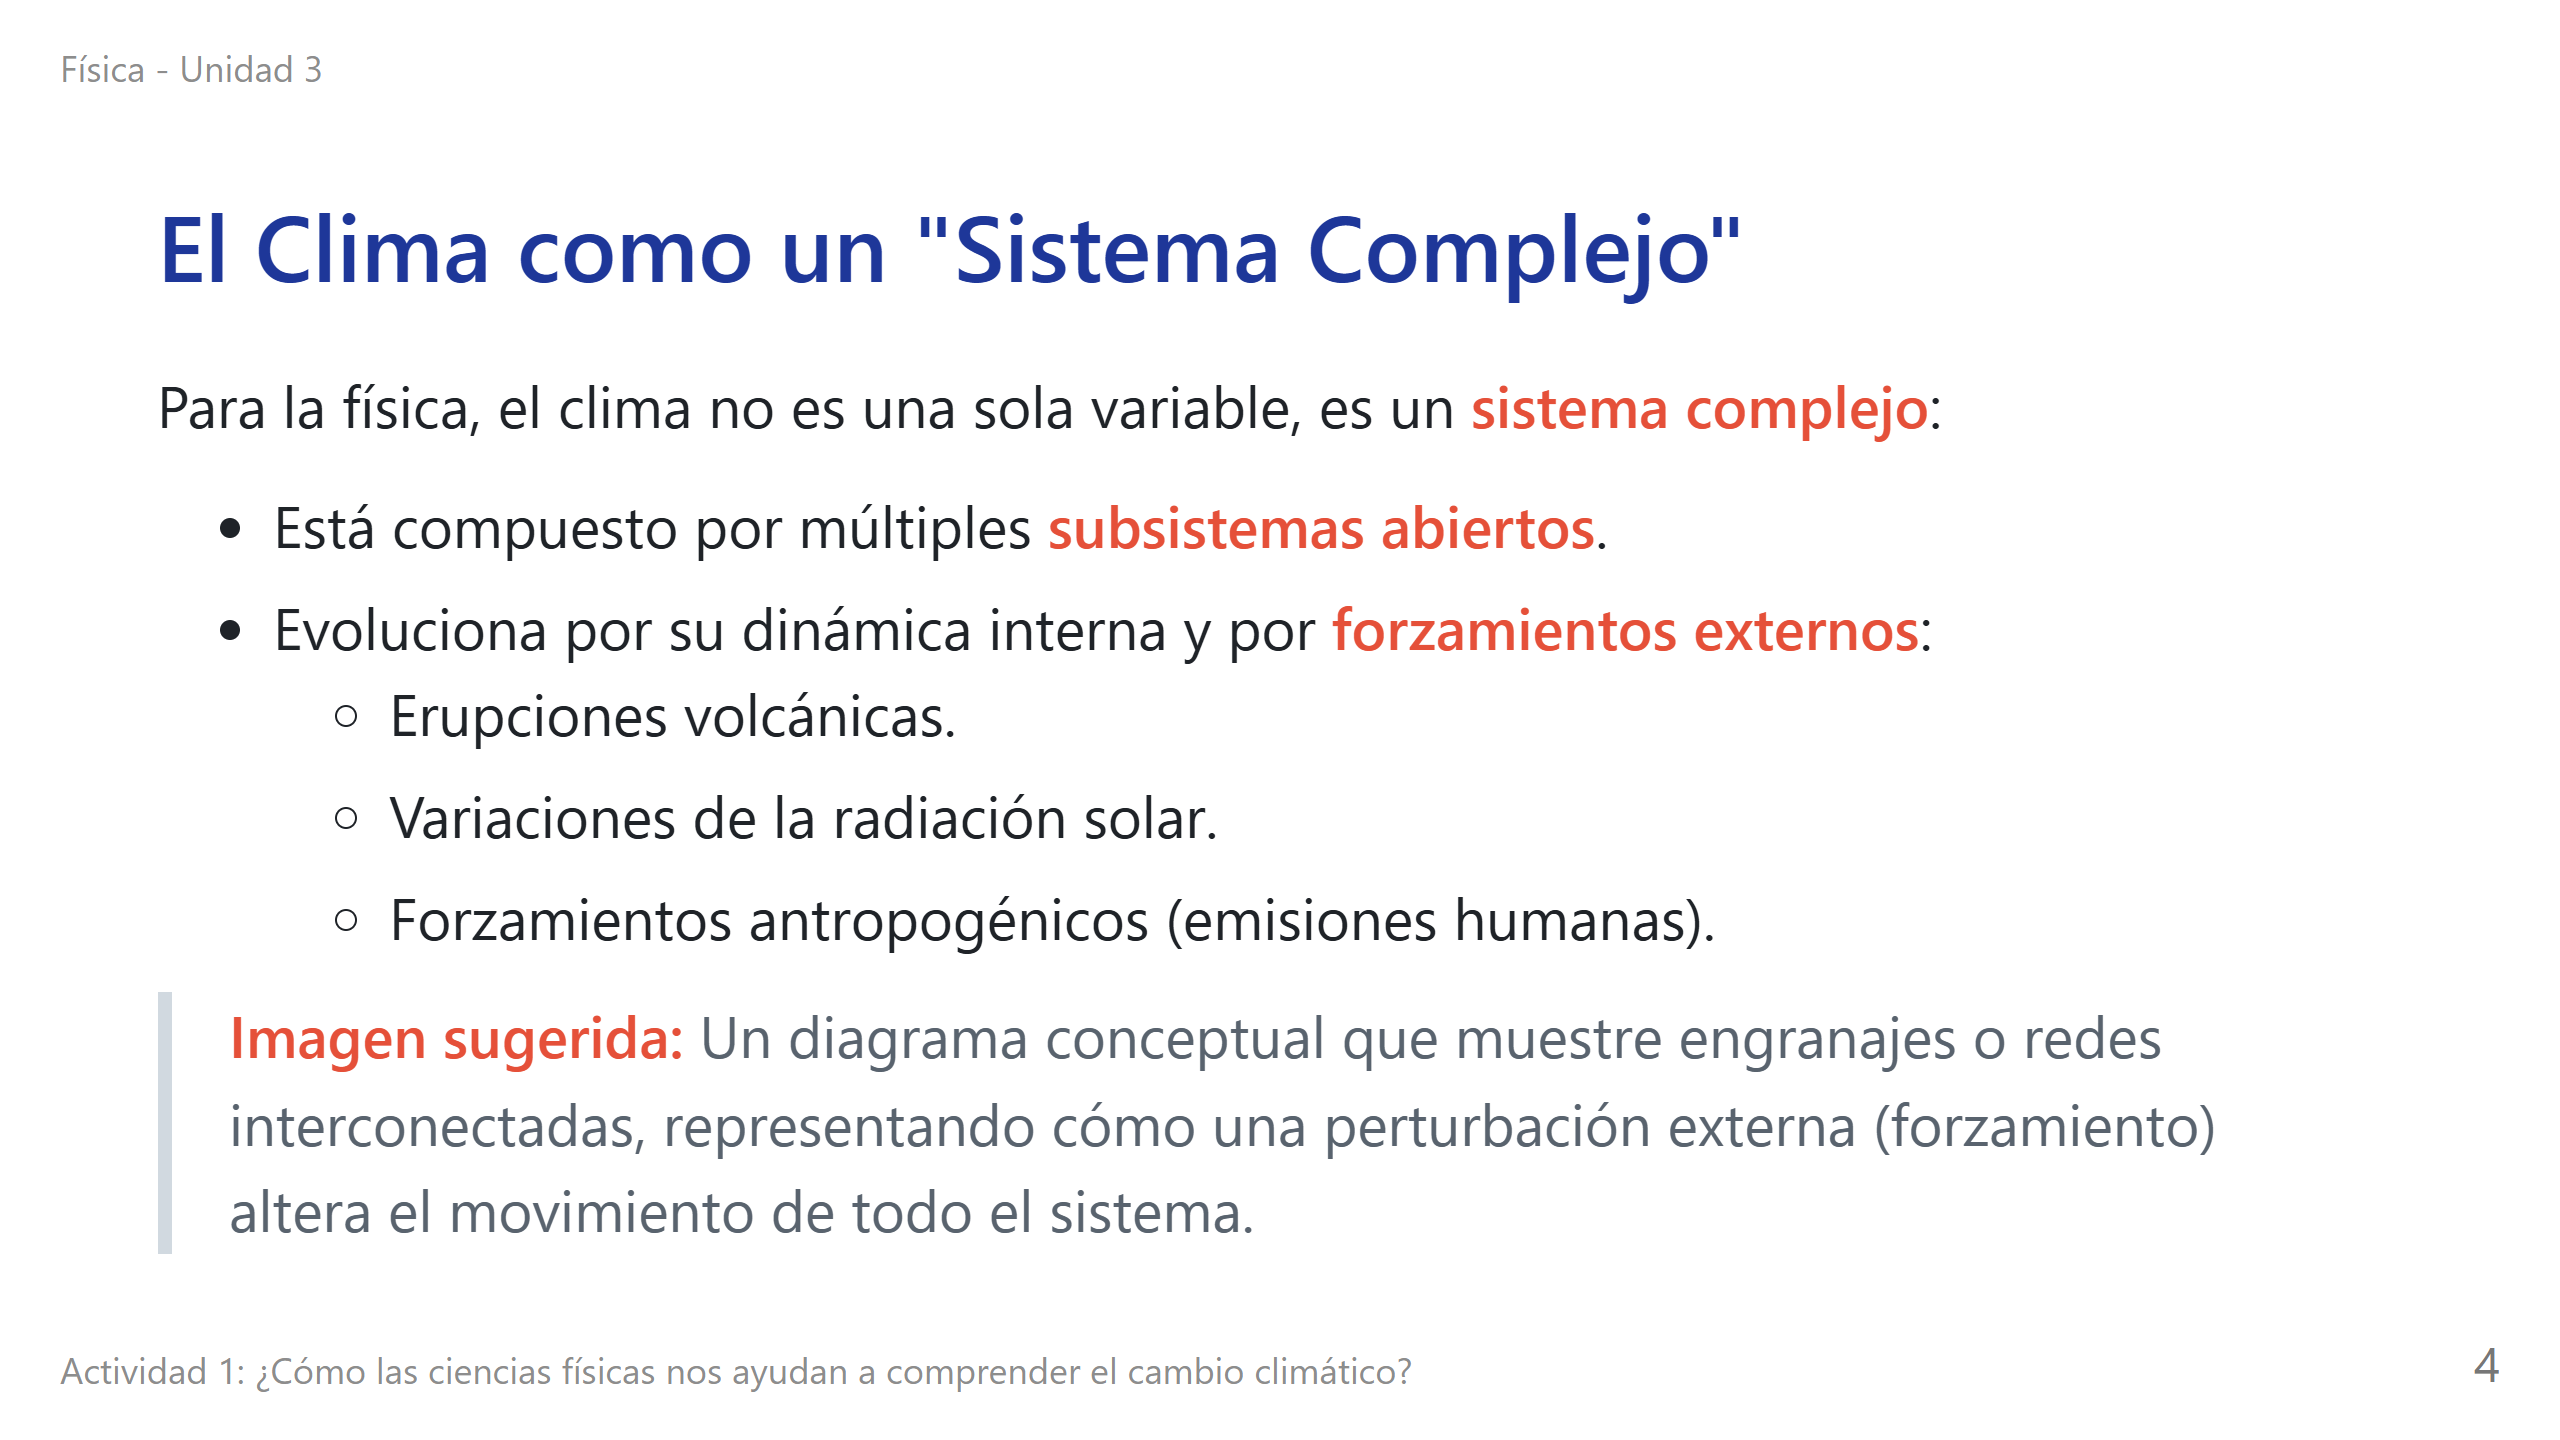 Física - Unidad 3
El Clima como un "Sistema Complejo"
Para la física, el clima no es una sola variable, es un sistema complejo:
• Está compuesto por múltiples subsistemas abiertos.
• Evoluciona por su dinámica interna y por forzamientos externos:
○ Erupciones volcánicas.
○ Variaciones de la radiación solar.
○ Forzamientos antropogénicos (emisiones humanas).
Imagen sugerida: Un diagrama conceptual que muestre engranajes o redes
interconectadas, representando cómo una perturbación externa (forzamiento)
altera el movimiento de todo el sistema.
Actividad 1: ¿Cómo las ciencias físicas nos ayudan a comprender el cambio climático?
4